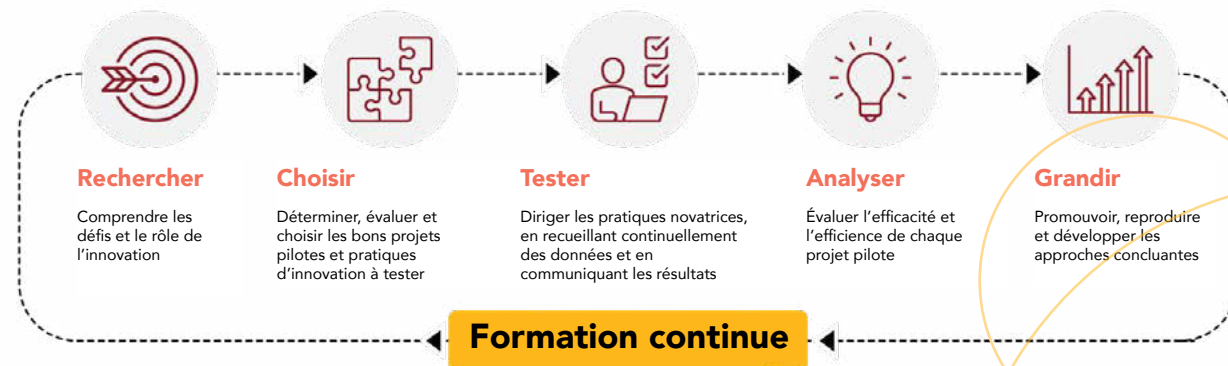 Rechercher
Comprendre les
défis et le rôle de
l’innovation
Choisir
Déterminer, évaluer et
choisir les bons projets
pilotes et pratiques
d’innovation à tester
Tester
Diriger les pratiques novatrices,
en recueillant continuellement
des données et en
communiquant les résultats
Analyser
Évaluer l’efficacité et
l’efficience de chaque
projet pilote
Grandir
Promouvoir, reproduire
et développer les
approches concluantes
Formation continue